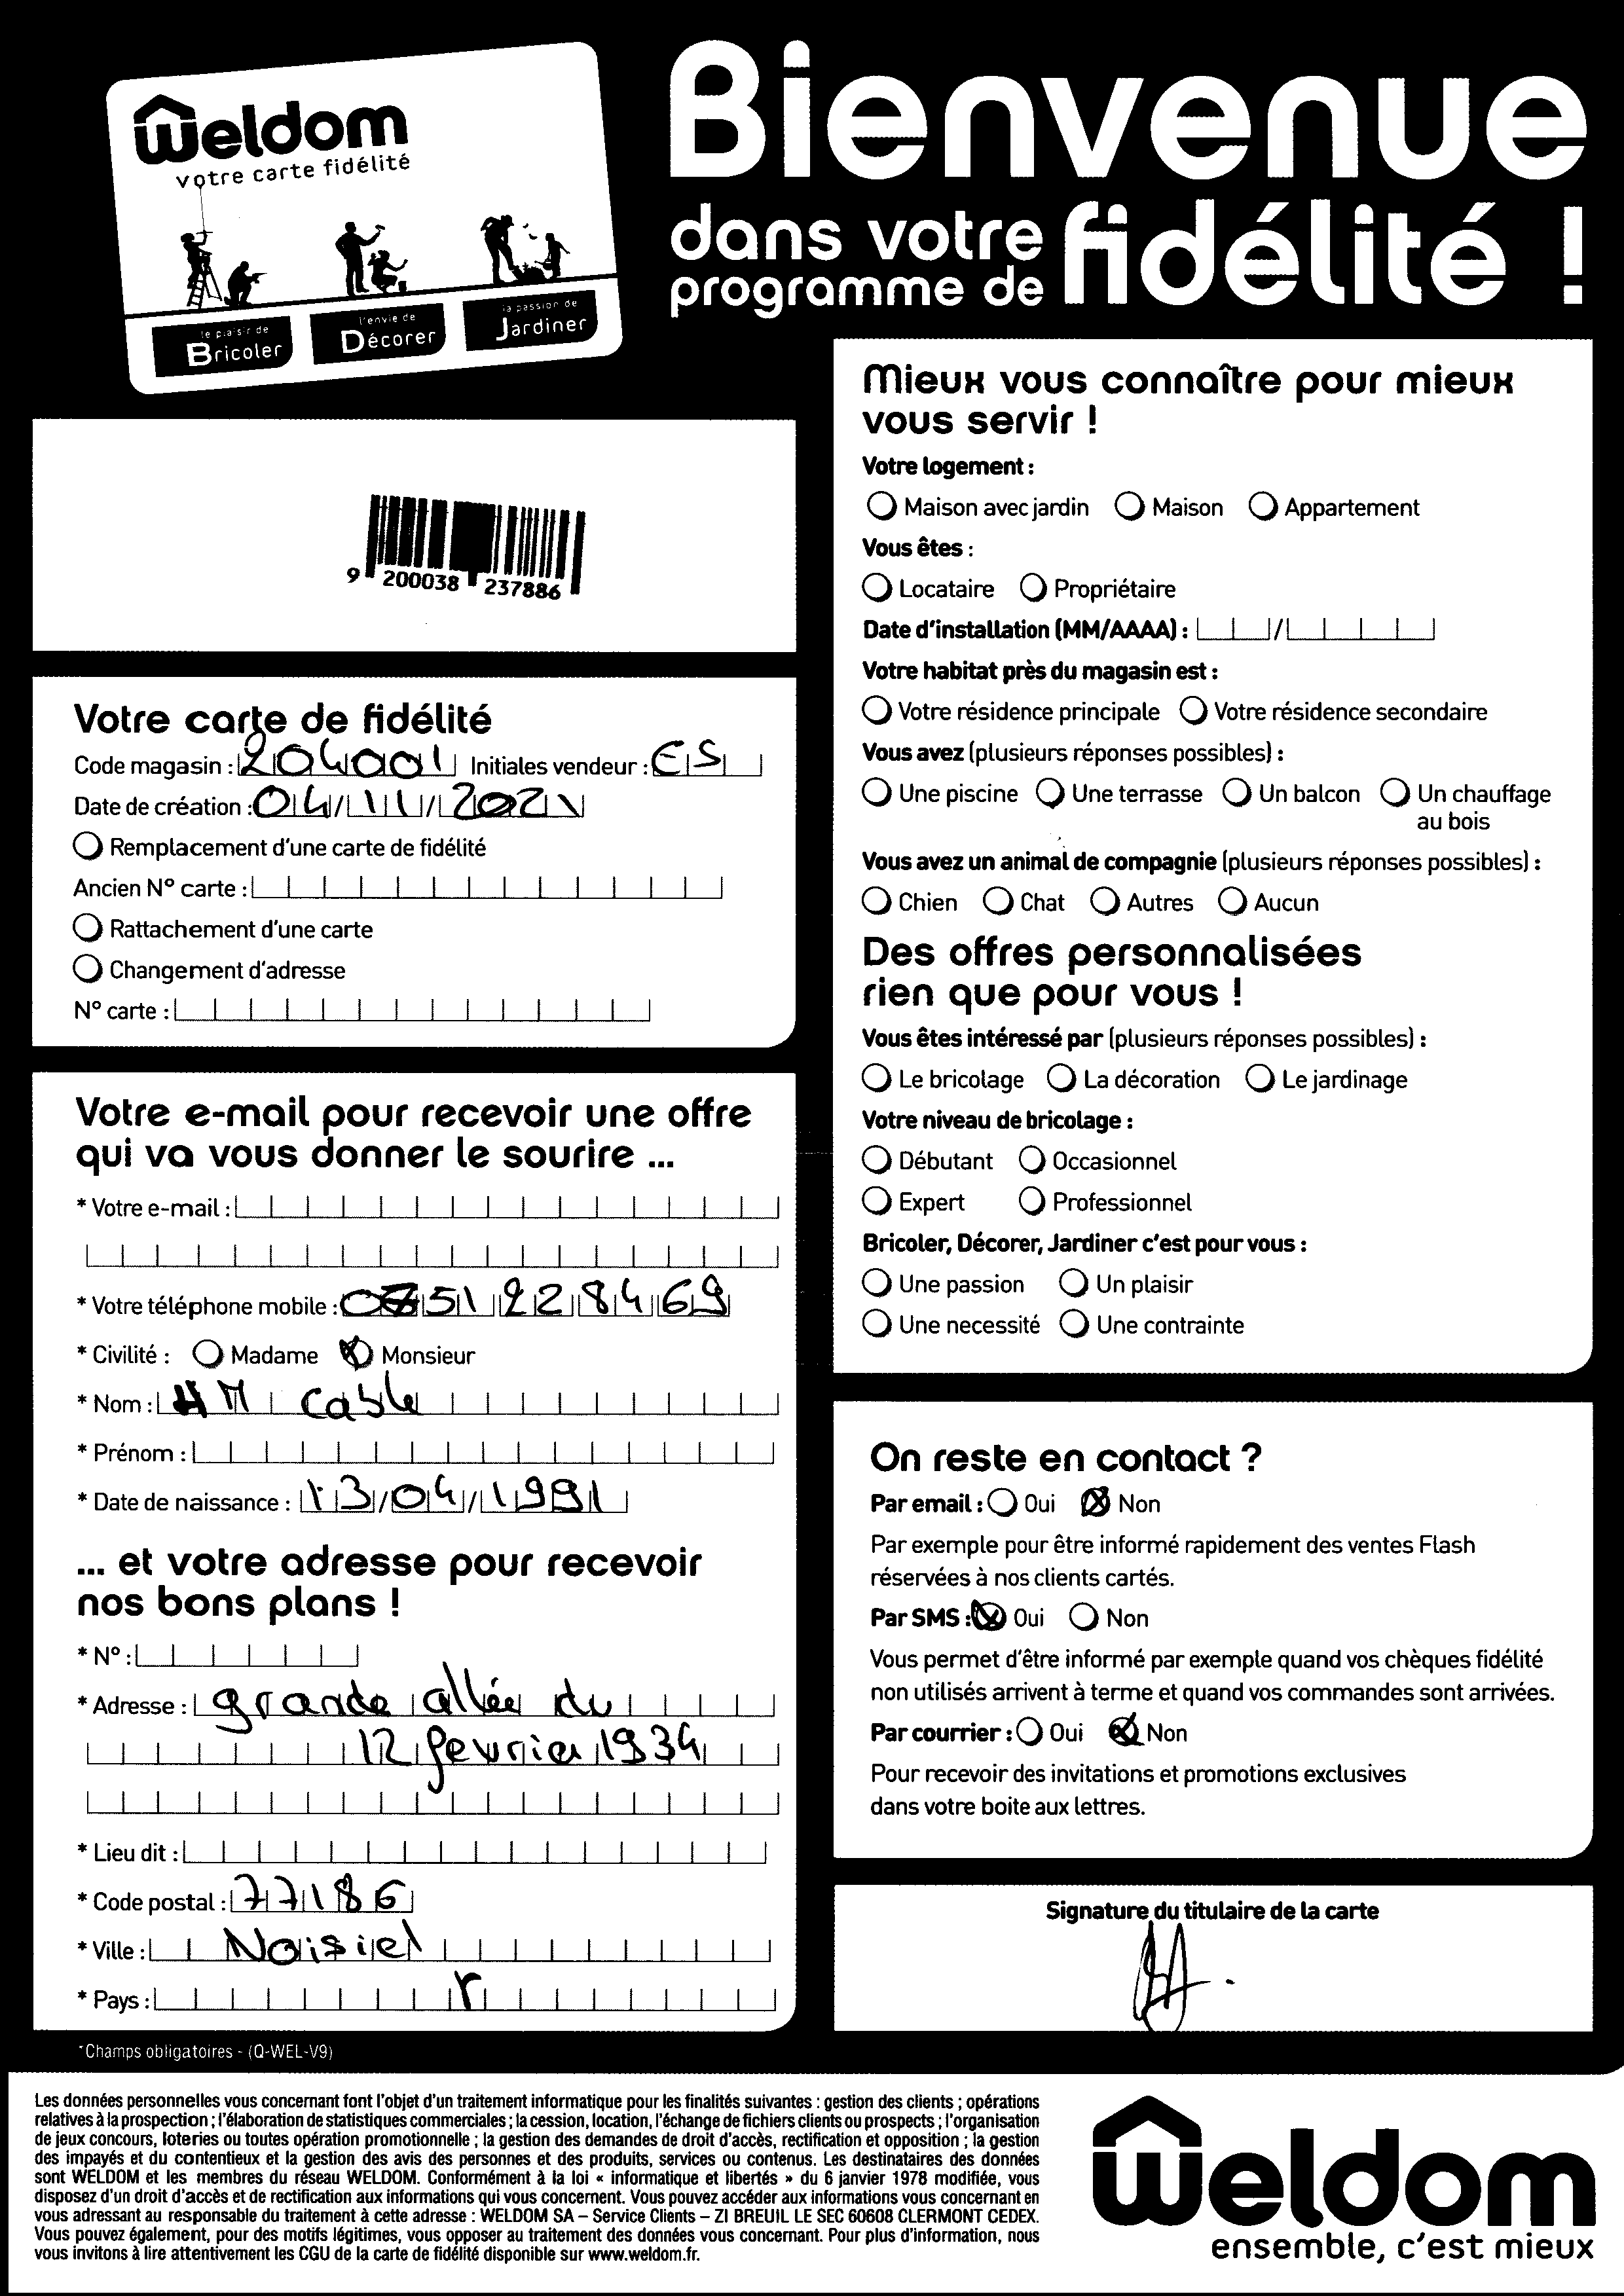 weldom
votre carte fidélité
le plaisir de
Bricoler
l'envie de
Décorer
la passion de
Jardiner
Bienvenue
dans votre
programme de
fidélité !
9 200038 237886
Votre carte de fidélité
Code magasin : 204001 Initiales vendeur : ES
Date de création : 04/11/2021
Remplacement d'une carte de fidélité
Ancien N° carte :
Rattachement d'une carte
Changement d'adresse
N° carte :
Votre e-mail pour recevoir une offre
qui va vous donner le sourire ...
* Votre e-mail :
* Votre téléphone mobile : 0751228469
* Civilité : Madame Monsieur
* Nom : HM Cable
* Prénom :
* Date de naissance : 13/04/1991
... et votre adresse pour recevoir
nos bons plans !
* N° :
* Adresse : grande allée du
12 fevrier 1934
* Lieu dit :
* Code postal : 77186
* Ville : Noisiel
* Pays : r
*Champs obligatoires - (Q-WEL-V9)
Mieux vous connaître pour mieux
vous servir !
Votre logement :
Maison avec jardin Maison Appartement
Vous êtes :
Locataire Propriétaire
Date d'installation (MM/AAAA) : /
Votre habitat près du magasin est :
Votre résidence principale Votre résidence secondaire
Vous avez (plusieurs réponses possibles) :
Une piscine Une terrasse Un balcon Un chauffage
au bois
Vous avez un animal de compagnie (plusieurs réponses possibles) :
Chien Chat Autres Aucun
Des offres personnalisées
rien que pour vous !
Vous êtes intéressé par (plusieurs réponses possibles) :
Le bricolage La décoration Le jardinage
Votre niveau de bricolage :
Débutant Occasionnel
Expert Professionnel
Bricoler, Décorer, Jardiner c'est pour vous :
Une passion Un plaisir
Une necessité Une contrainte
On reste en contact ?
Par email : Oui Non
Par exemple pour être informé rapidement des ventes Flash
réservées à nos clients cartés.
Par SMS : Oui Non
Vous permet d'être informé par exemple quand vos chèques fidélité
non utilisés arrivent à terme et quand vos commandes sont arrivées.
Par courrier : Oui Non
Pour recevoir des invitations et promotions exclusives
dans votre boite aux lettres.
Signature du titulaire de la carte
Les données personnelles vous concernant font l'objet d'un traitement informatique pour les finalités suivantes : gestion des clients ; opérations
relatives à la prospection ; l'élaboration de statistiques commerciales ; la cession, location, l'échange de fichiers clients ou prospects ; l'organisation
de jeux concours, loteries ou toutes opération promotionnelle ; la gestion des demandes de droit d'accès, rectification et opposition ; la gestion
des impayés et du contentieux et la gestion des avis des personnes et des produits, services ou contenus. Les destinataires des données
sont WELDOM et les membres du réseau WELDOM. Conformément à la loi « informatique et libertés » du 6 janvier 1978 modifiée, vous
disposez d'un droit d'accès et de rectification aux informations qui vous concernent. Vous pouvez accéder aux informations vous concernant en
vous adressant au responsable du traitement à cette adresse : WELDOM SA – Service Clients – ZI BREUIL LE SEC 60608 CLERMONT CEDEX.
Vous pouvez également, pour des motifs légitimes, vous opposer au traitement des données vous concernant. Pour plus d'information, nous
vous invitons à lire attentivement les CGU de la carte de fidélité disponible sur www.weldom.fr.
weldom
ensemble, c'est mieux